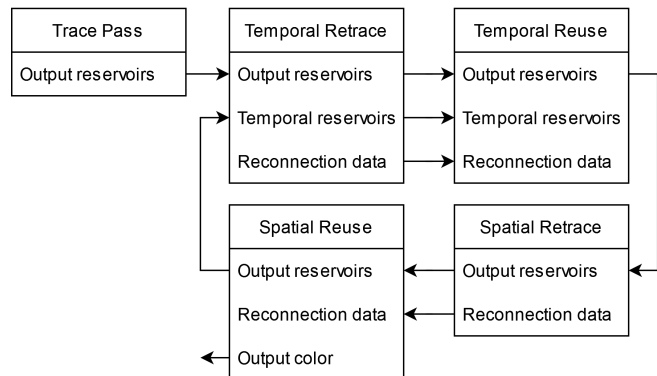 Trace Pass
Output reservoirs
Temporal Retrace
Output reservoirs
Temporal reservoirs
Reconnection data
Temporal Reuse
Output reservoirs
Temporal reservoirs
Reconnection data
Spatial Reuse
Output reservoirs
Reconnection data
Output color
Spatial Retrace
Output reservoirs
Reconnection data